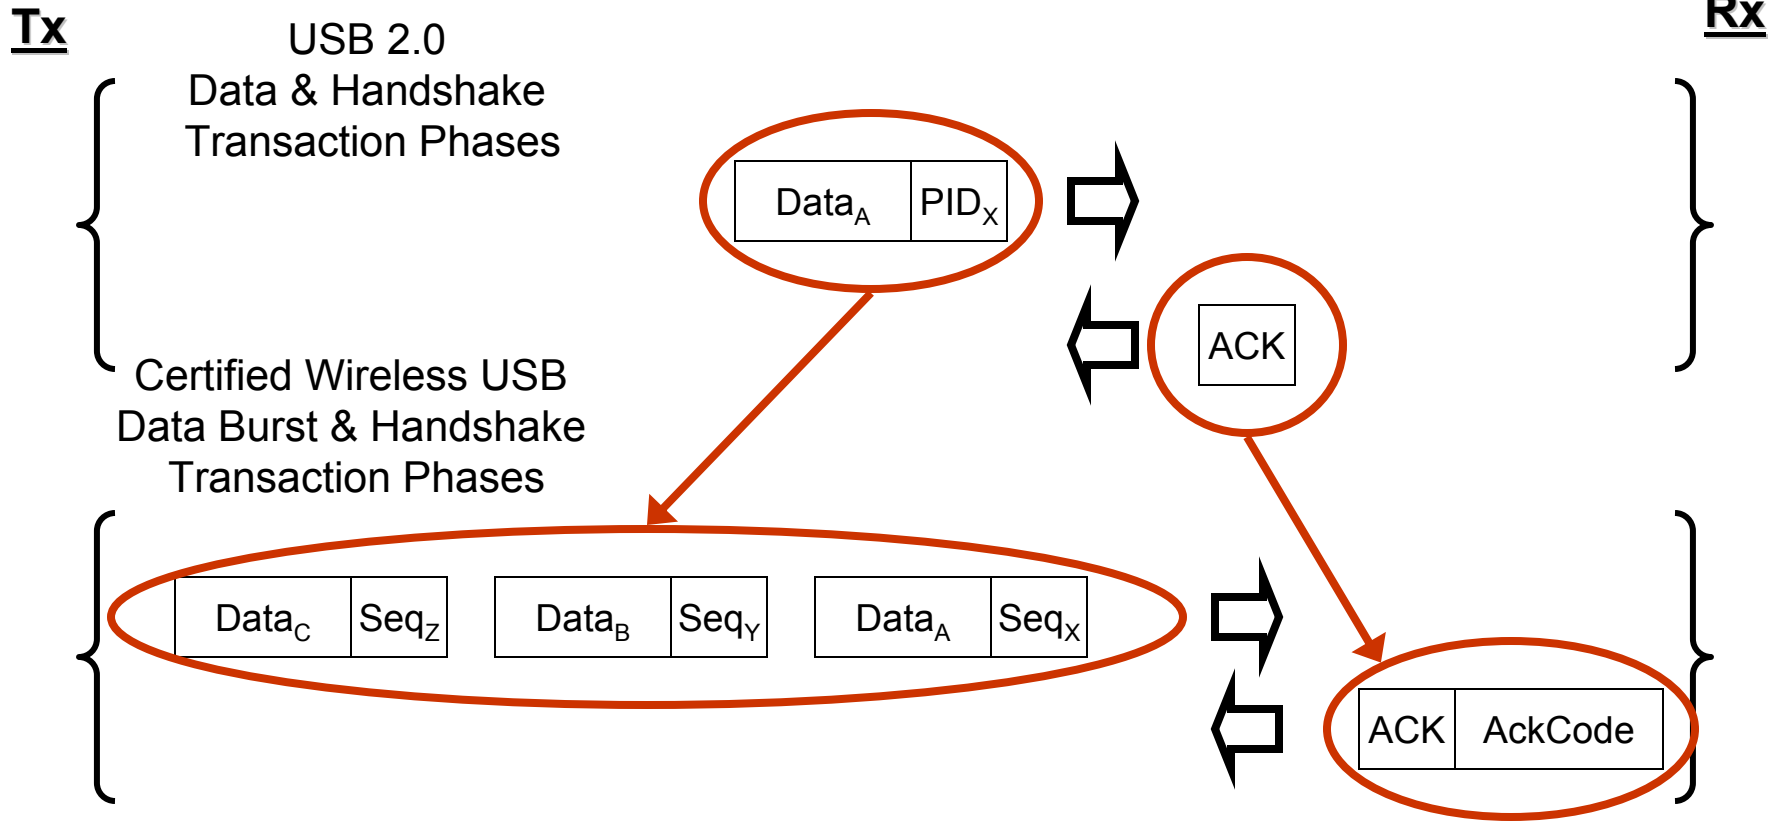 Tx
Rx
USB 2.0
Data & Handshake
Transaction Phases
DataA PIDX
ACK
Certified Wireless USB
Data Burst & Handshake
Transaction Phases
DataC SeqZ DataB SeqY DataA SeqX
ACK AckCode